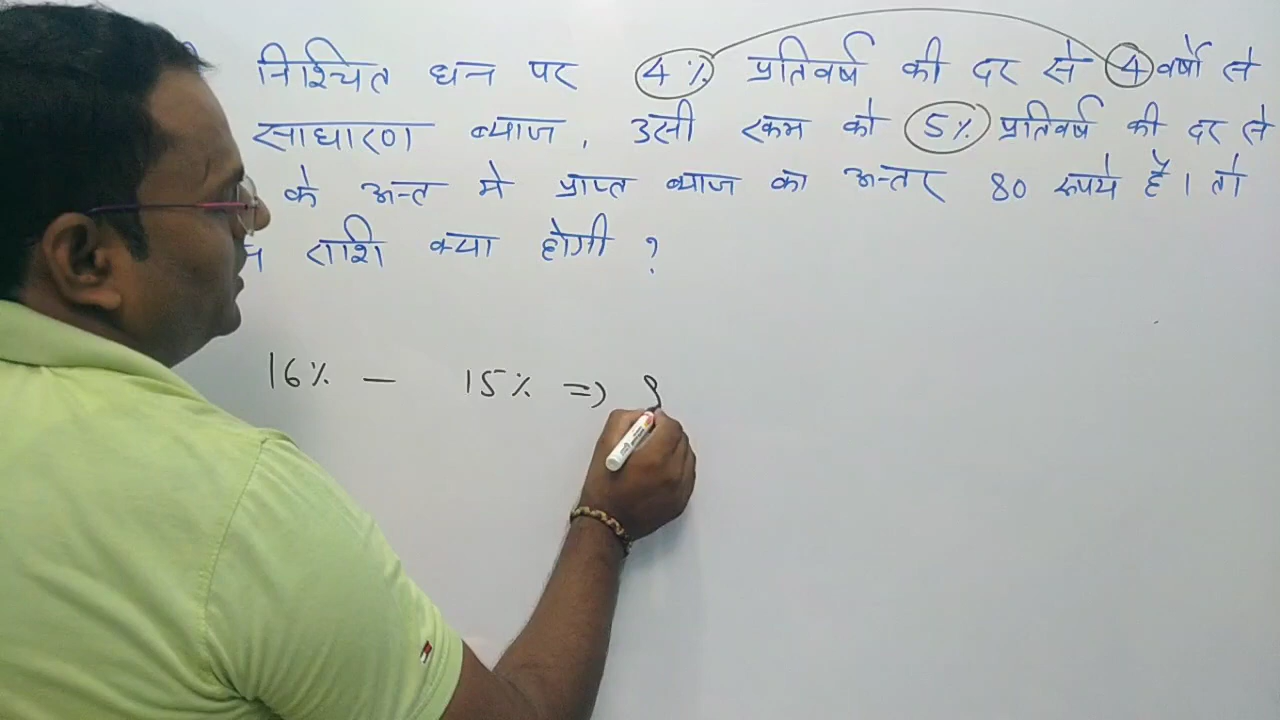 निश्चित धन पर 4% प्रतिवर्ष की दर से 4 वर्षो से
साधारण ब्याज , उसी रकम को 5% प्रतिवर्ष की दर से
के अन्त मे प्राप्त ब्याज का अन्तर 80 रूपये है । तो
राशि क्या होगी ?
16% — 15% =>